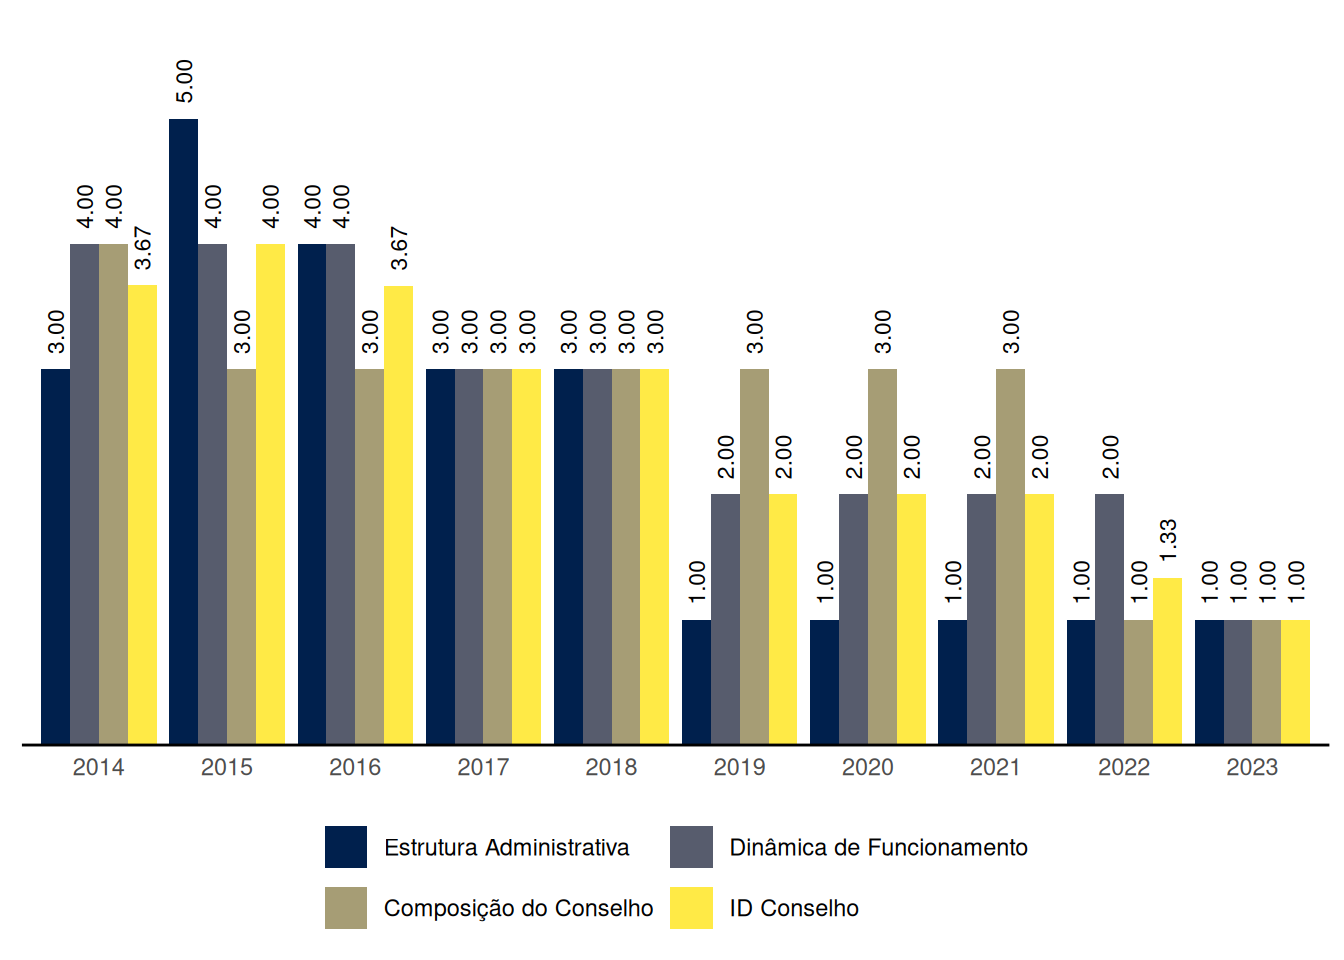 3.00 4.00 4.00 3.67 5.00 4.00 3.00 4.00 4.00 4.00 3.00 3.67 3.00 3.00 3.00 3.00 3.00 3.00 3.00 3.00 1.00 2.00 3.00 2.00 1.00 2.00 3.00 2.00 1.00 2.00 3.00 2.00 1.00 2.00 1.00 1.33 1.00 1.00 1.00 1.00
2014 2015 2016 2017 2018 2019 2020 2021 2022 2023
Estrutura Administrativa Dinâmica de Funcionamento
Composição do Conselho ID Conselho